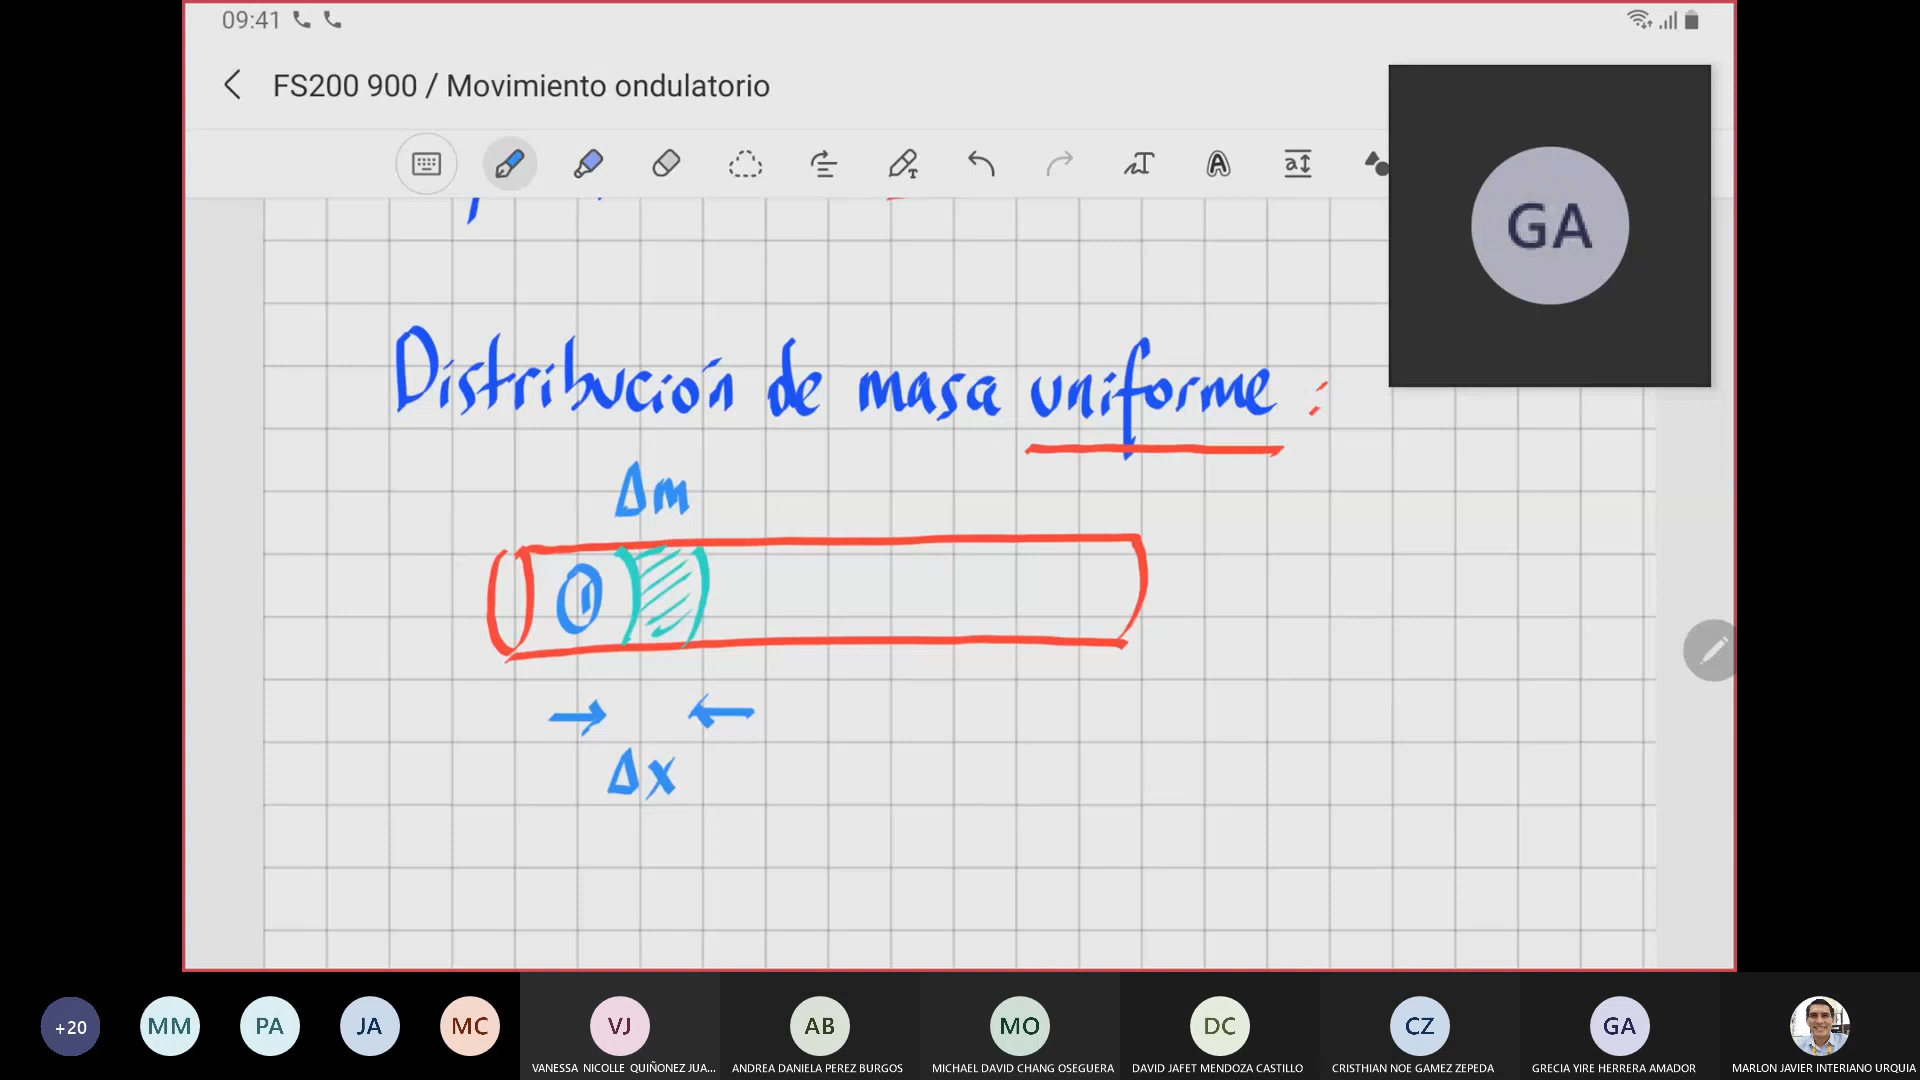 09:41
FS200 900 / Movimiento ondulatorio
GA
Distribución de masa uniforme :
Δm
1
Δx
+20
MM
PA
JA
MC
VJ
AB
MO
DC
CZ
GA
VANESSA NICOLLE QUIÑONEZ JUA...
ANDREA DANIELA PEREZ BURGOS
MICHAEL DAVID CHANG OSEGUERA
DAVID JAFET MENDOZA CASTILLO
CRISTHIAN NOE GAMEZ ZEPEDA
GRECIA YIRE HERRERA AMADOR
MARLON JAVIER INTERIANO URQUIA